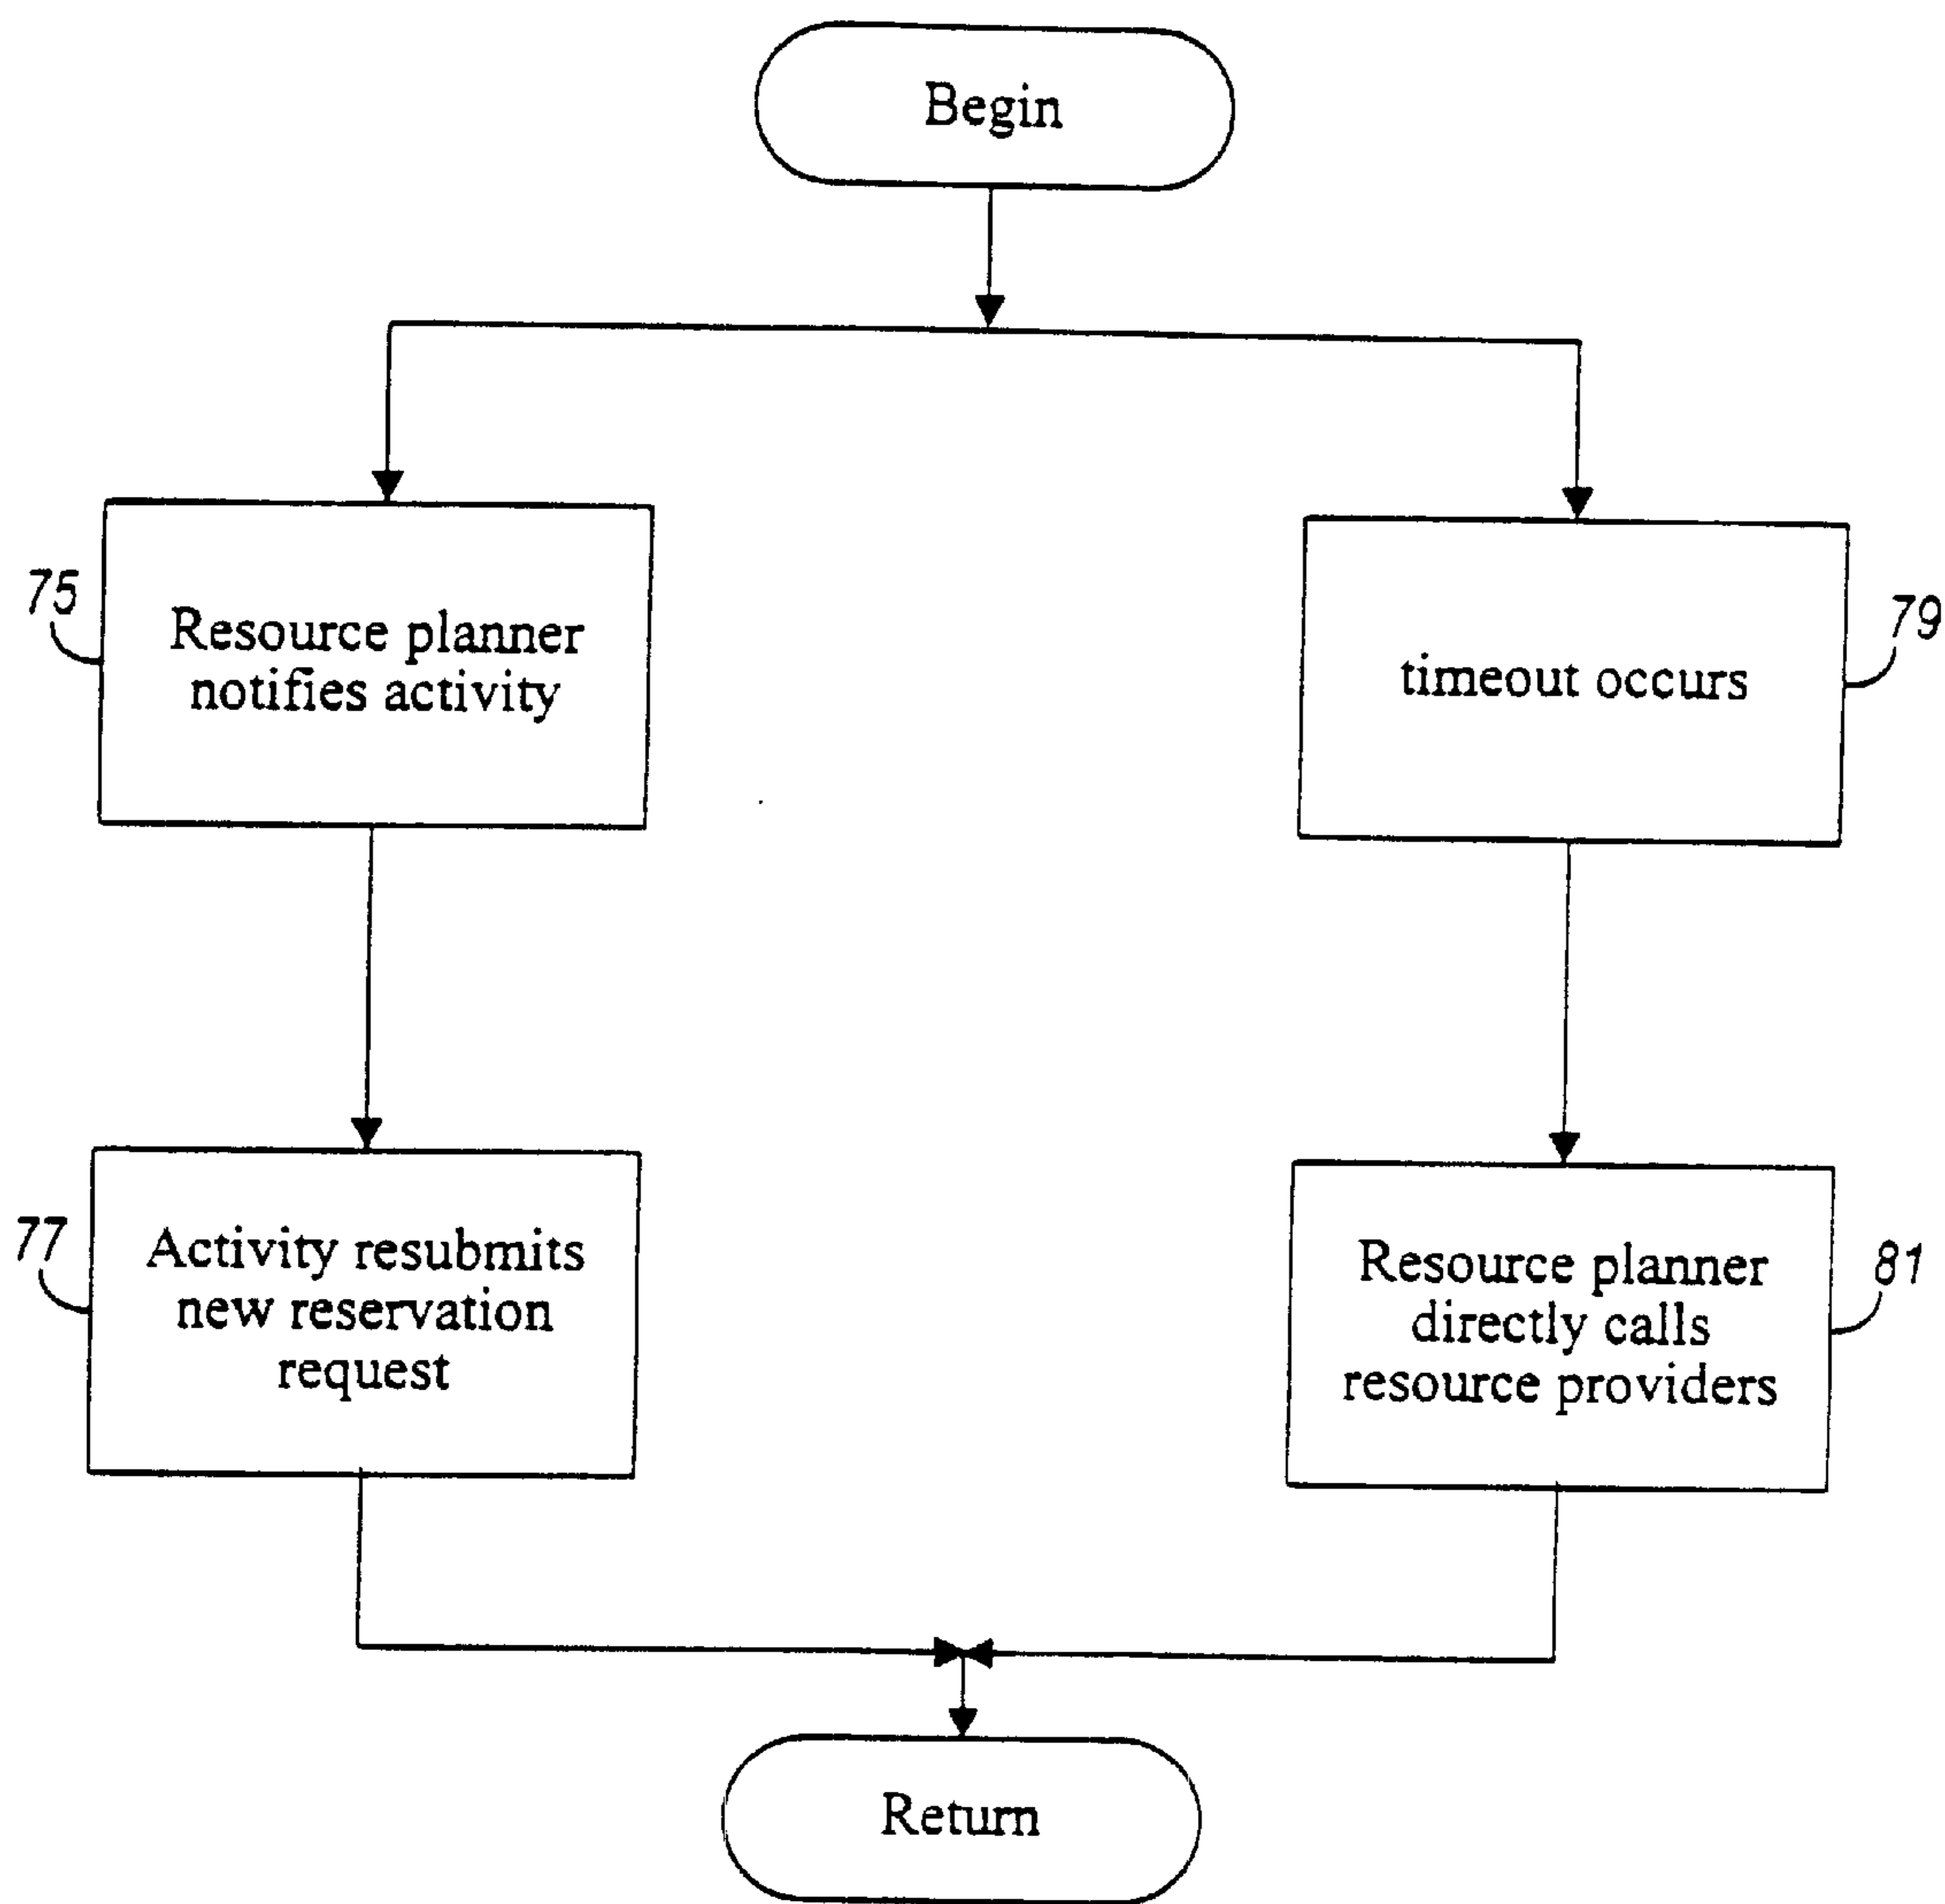 Begin
75
Resource planner
notifies activity
79
timeout occurs
77
Activity resubmits
new reservation
request
81
Resource planner
directly calls
resource providers
Return